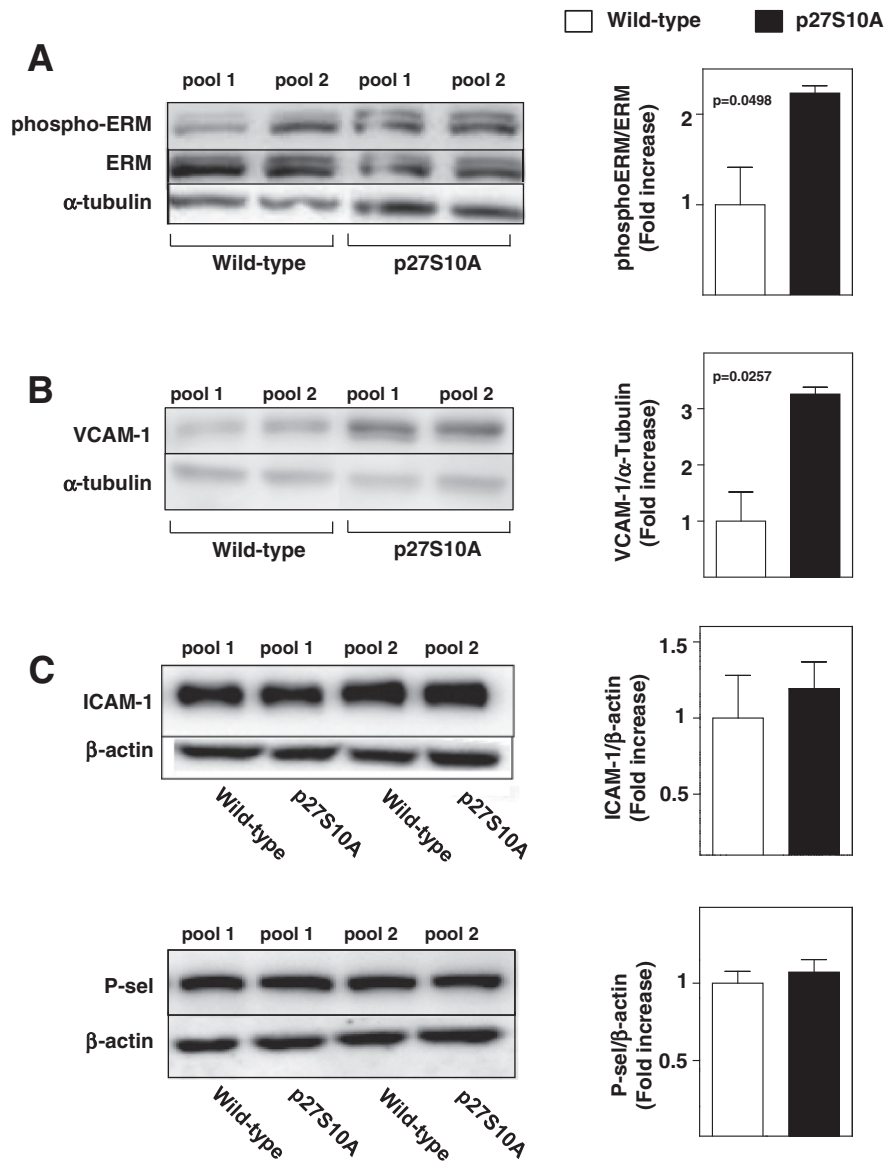 Wild-type p27S10A
A
pool 1 pool 2 pool 1 pool 2
phospho-ERM
ERM
α-tubulin
Wild-type p27S10A
phosphoERM/ERM
(Fold increase)
2
1
p=0.0498
B
pool 1 pool 2 pool 1 pool 2
VCAM-1
α-tubulin
Wild-type p27S10A
VCAM-1/α-Tubulin
(Fold increase)
3
2
1
p=0.0257
C
pool 1 pool 1 pool 2 pool 2
ICAM-1
β-actin
Wild-type p27S10A Wild-type p27S10A
ICAM-1/β-actin
(Fold increase)
1.5
1
0.5
pool 1 pool 1 pool 2 pool 2
P-sel
β-actin
Wild-type p27S10A Wild-type p27S10A
P-sel/β-actin
(Fold increase)
1
0.5